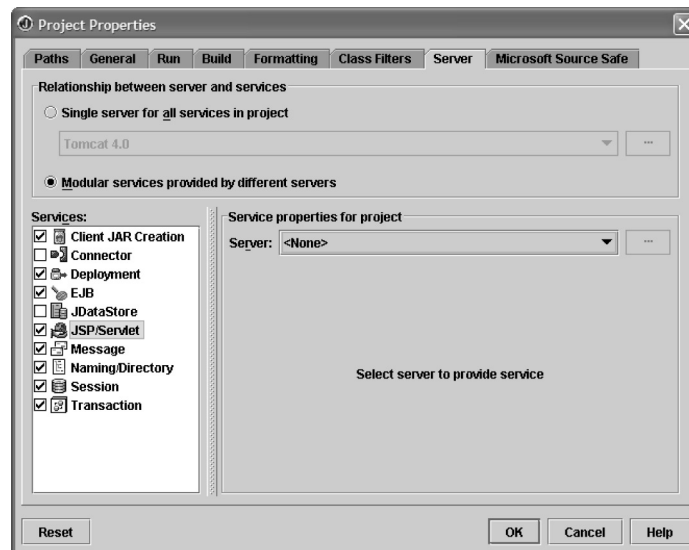 Project Properties
Paths General Run Build Formatting Class Filters Server Microsoft Source Safe
Relationship between server and services
Single server for all services in project
Tomcat 4.0 ...
Modular services provided by different servers
Services:
Client JAR Creation
Connector
Deployment
EJB
JDataStore
JSP/Servlet
Message
Naming/Directory
Session
Transaction
Service properties for project
Server: <None> ...
Select server to provide service
Reset OK Cancel Help